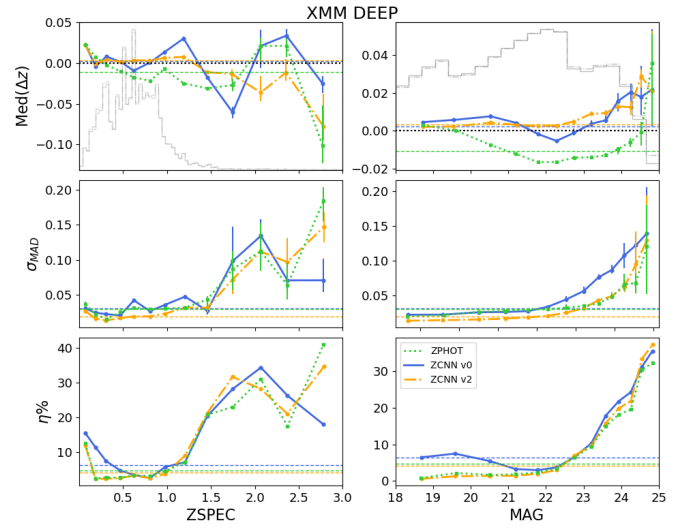 XMM DEEP
Med(Δz)
0.05
0.00
−0.05
−0.10
0.04
0.02
0.00
−0.02
σMAD
0.20
0.15
0.10
0.05
0.20
0.15
0.10
0.05
η%
40
30
20
10
30
20
10
0
ZPHOT
ZCNN v0
ZCNN v2
0.5 1.0 1.5 2.0 2.5 3.0
18 19 20 21 22 23 24 25
ZSPEC
MAG